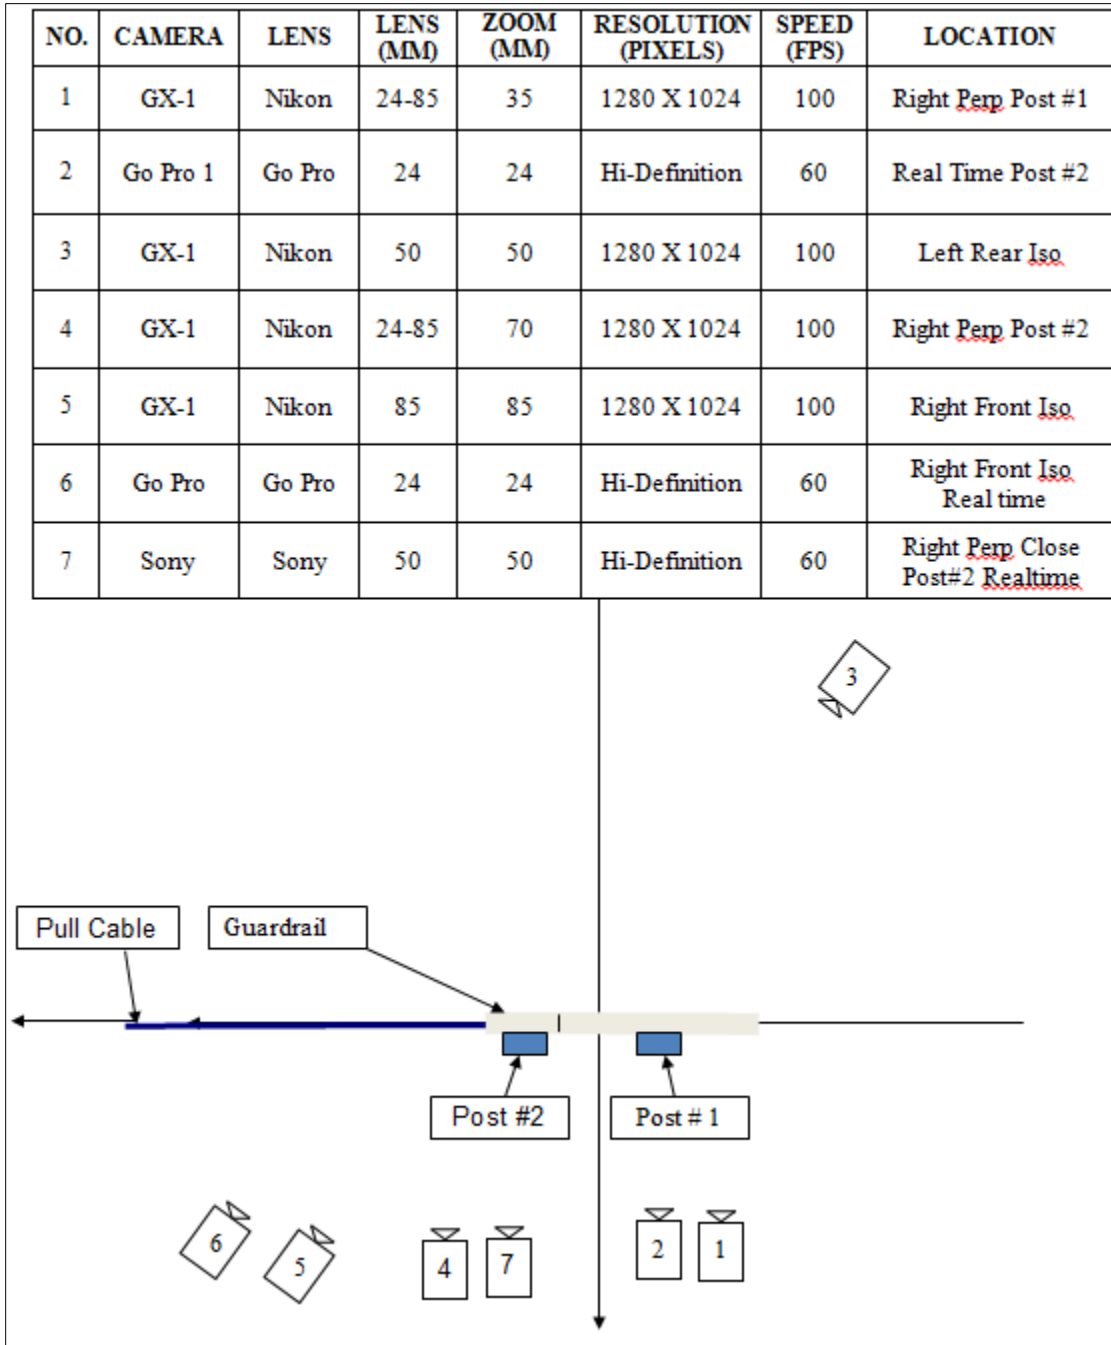 NO. CAMERA LENS LENS (MM) ZOOM (MM) RESOLUTION (PIXELS) SPEED (FPS) LOCATION
1 GX-1 Nikon 24-85 35 1280 X 1024 100 Right Perp Post #1
2 Go Pro 1 Go Pro 24 24 Hi-Definition 60 Real Time Post #2
3 GX-1 Nikon 50 50 1280 X 1024 100 Left Rear Iso
4 GX-1 Nikon 24-85 70 1280 X 1024 100 Right Perp Post #2
5 GX-1 Nikon 85 85 1280 X 1024 100 Right Front Iso
6 Go Pro Go Pro 24 24 Hi-Definition 60 Right Front Iso Real time
7 Sony Sony 50 50 Hi-Definition 60 Right Perp Close Post#2 Realtime
3
Pull Cable
Guardrail
Post #2
Post # 1
6
5
4
7
2
1